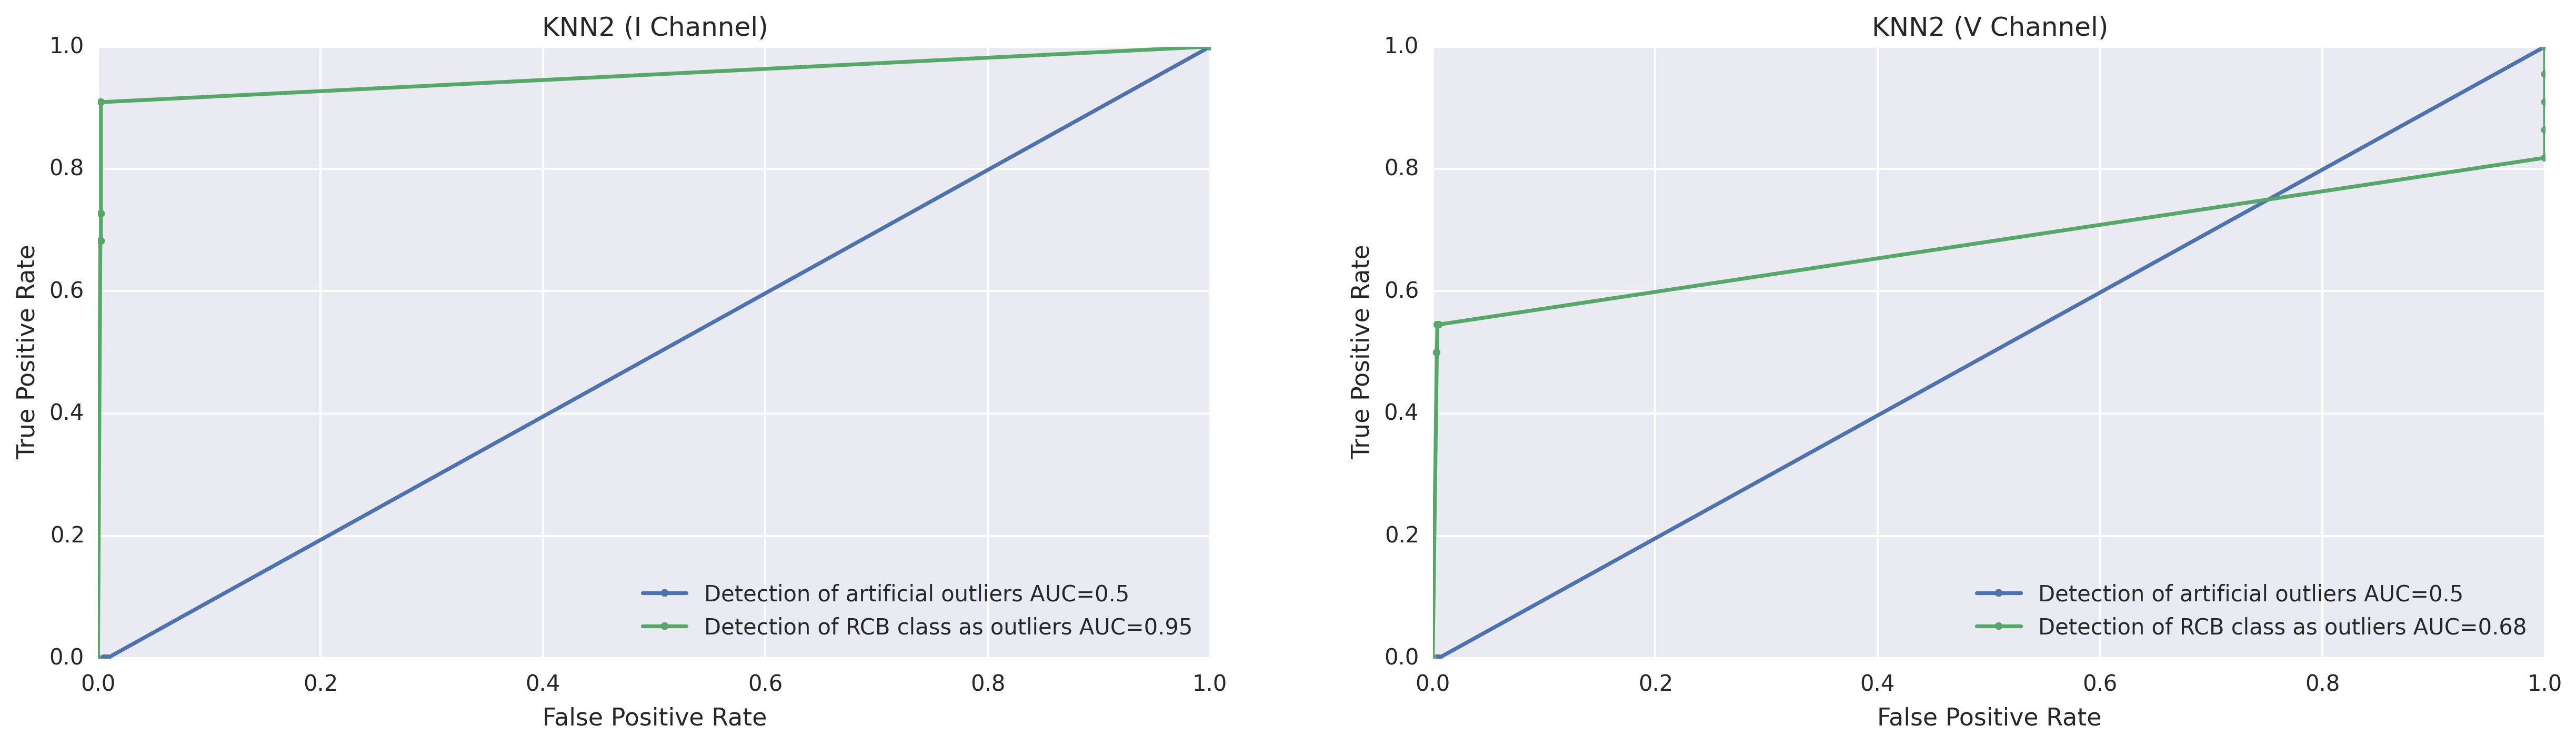 KNN2 (I Channel)
1.0
0.8
0.6
0.4
0.2
0.0
True Positive Rate
Detection of artificial outliers AUC=0.5
Detection of RCB class as outliers AUC=0.95
0.0 0.2 0.4 0.6 0.8 1.0
False Positive Rate
KNN2 (V Channel)
1.0
0.8
0.6
0.4
0.2
0.0
True Positive Rate
Detection of artificial outliers AUC=0.5
Detection of RCB class as outliers AUC=0.68
0.0 0.2 0.4 0.6 0.8 1.0
False Positive Rate